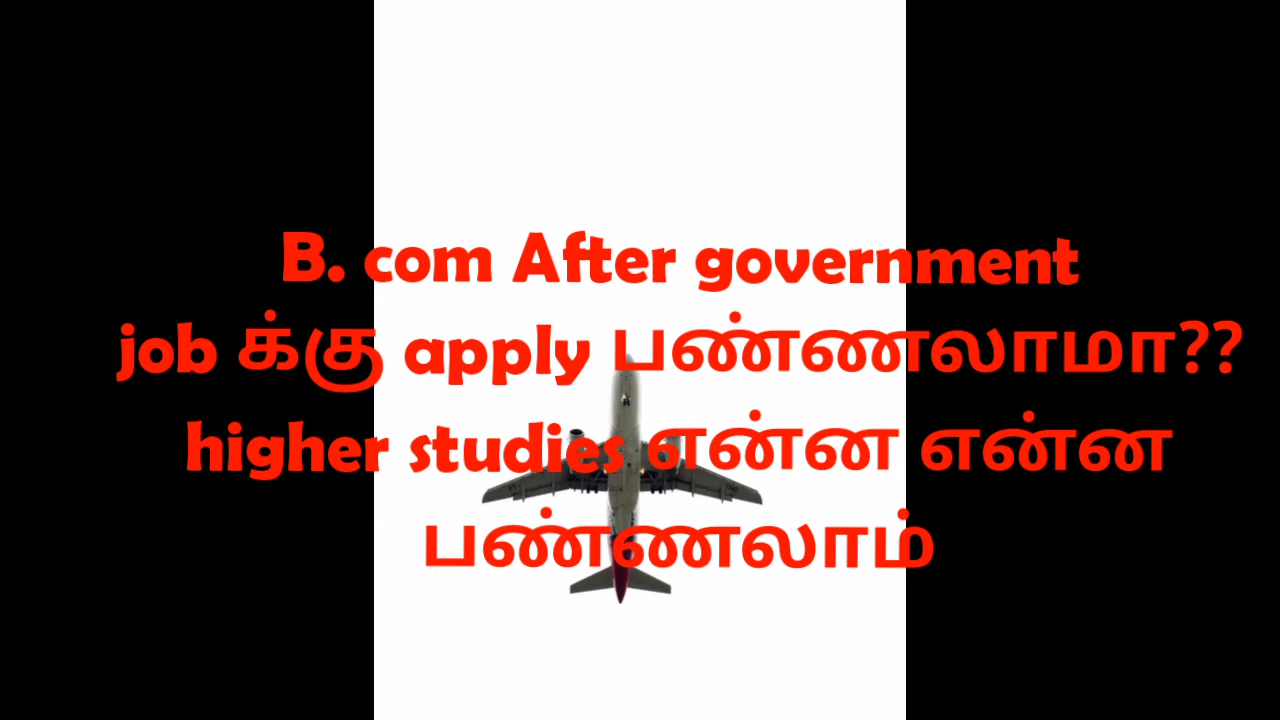 B. com After government
job க்கு apply பண்ணலாமா??
higher studies என்ன என்ன
பண்ணலாம்